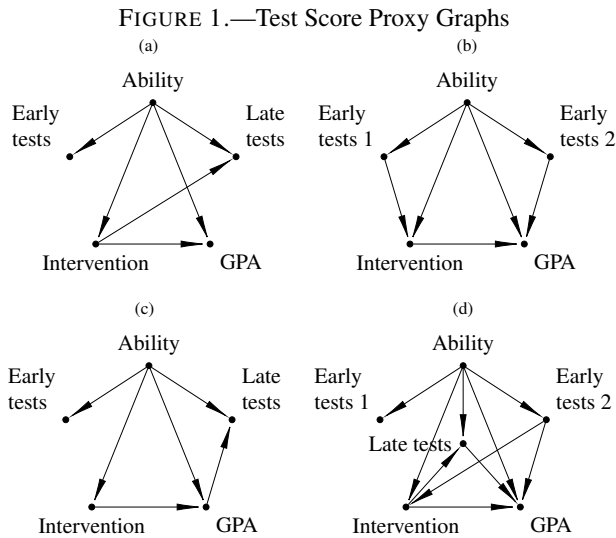 FIGURE 1.—Test Score Proxy Graphs
(a)
Ability
Early
tests
Late
tests
Intervention
GPA
(b)
Ability
Early
tests 1
Early
tests 2
Intervention
GPA
(c)
Ability
Early
tests
Late
tests
Intervention
GPA
(d)
Ability
Early
tests 1
Early
tests 2
Late tests
Intervention
GPA